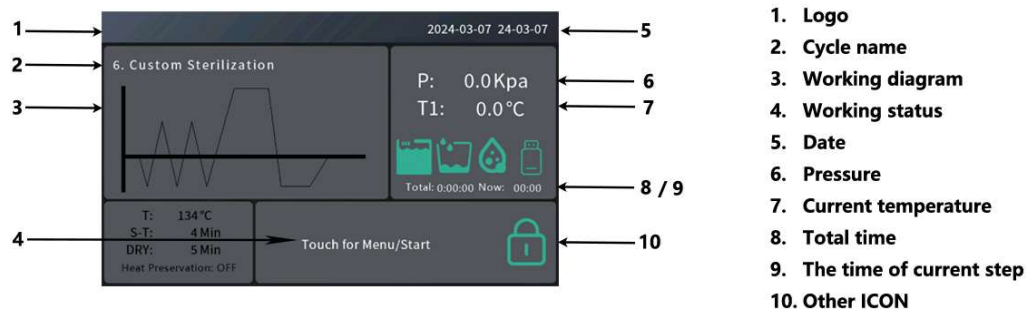 1
2024-03-07 24-03-07
5
2
6. Custom Sterilization
3
P: 0.0Kpa
6
T1: 0.0℃
7
Total: 0:00:00 Now: 00:00
8 / 9
T: 134℃
S-T: 4 Min
DRY: 5 Min
Heat Preservation: OFF
4
Touch for Menu/Start
10
1. Logo
2. Cycle name
3. Working diagram
4. Working status
5. Date
6. Pressure
7. Current temperature
8. Total time
9. The time of current step
10. Other ICON